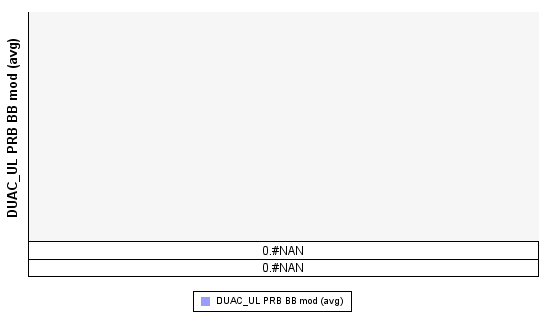 DUAC_UL PRB BB mod (avg)
0.#NAN
0.#NAN
DUAC_UL PRB BB mod (avg)